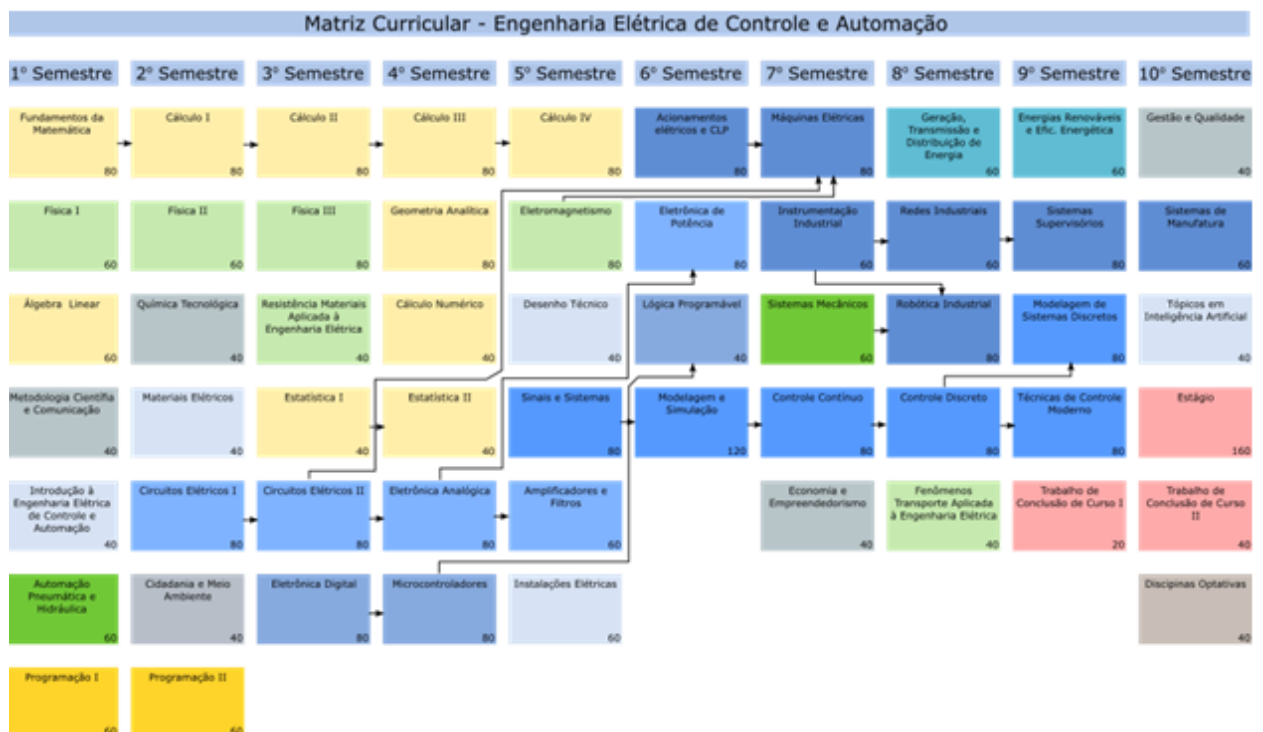 Matriz Curricular - Engenharia Elétrica de Controle e Automação
1º Semestre 2º Semestre 3º Semestre 4º Semestre 5º Semestre 6º Semestre 7º Semestre 8º Semestre 9º Semestre 10º Semestre
Fundamentos da
Matemática
80
Cálculo I
80
Cálculo II
80
Cálculo III
80
Cálculo IV
80
Acionamentos
elétricos e CLP
80
Máquinas Elétricas
80
Geração,
Transmissão e
Distribuição de
Energia
60
Energias Renováveis
e Efic. Energética
60
Gestão e Qualidade
40
Física I
60
Física II
60
Física III
80
Geometria Analítica
80
Eletromagnetismo
80
Eletrônica de
Potência
80
Instrumentação
Industrial
60
Redes Industriais
60
Sistemas
Supervisórios
80
Sistemas de
Manufatura
60
Álgebra Linear
60
Química Tecnológica
40
Resistência Materiais
Aplicada à
Engenharia Elétrica
40
Cálculo Numérico
40
Desenho Técnico
40
Lógica Programável
40
Sistemas Mecânicos
60
Robótica Industrial
80
Modelagem de
Sistemas Discretos
80
Tópicos em
Inteligência Artificial
40
Metodologia Científia
e Comunicação
40
Materiais Elétricos
40
Estatística I
40
Estatística II
40
Sinais e Sistemas
80
Modelagem e
Simulação
120
Controle Contínuo
80
Controle Discreto
80
Técnicas de Controle
Moderno
80
Estágio
160
Introdução à
Engenharia Elétrica
de Controle e
Automação
40
Circuitos Elétricos I
80
Circuitos Elétricos II
80
Eletrônica Analógica
80
Amplificadores e
Filtros
60
Economia e
Empreendedorismo
40
Fenômenos
Transporte Aplicada
à Engenharia Elétrica
40
Trabalho de
Conclusão de Curso I
20
Trabalho de
Conclusão de Curso
II
40
Automação
Pneumática e
Hidráulica
60
Cidadania e Meio
Ambiente
40
Eletrônica Digital
80
Microcontroladores
80
Instalações Elétricas
60
Discipinas Optativas
40
Programação I
60
Programação II
60